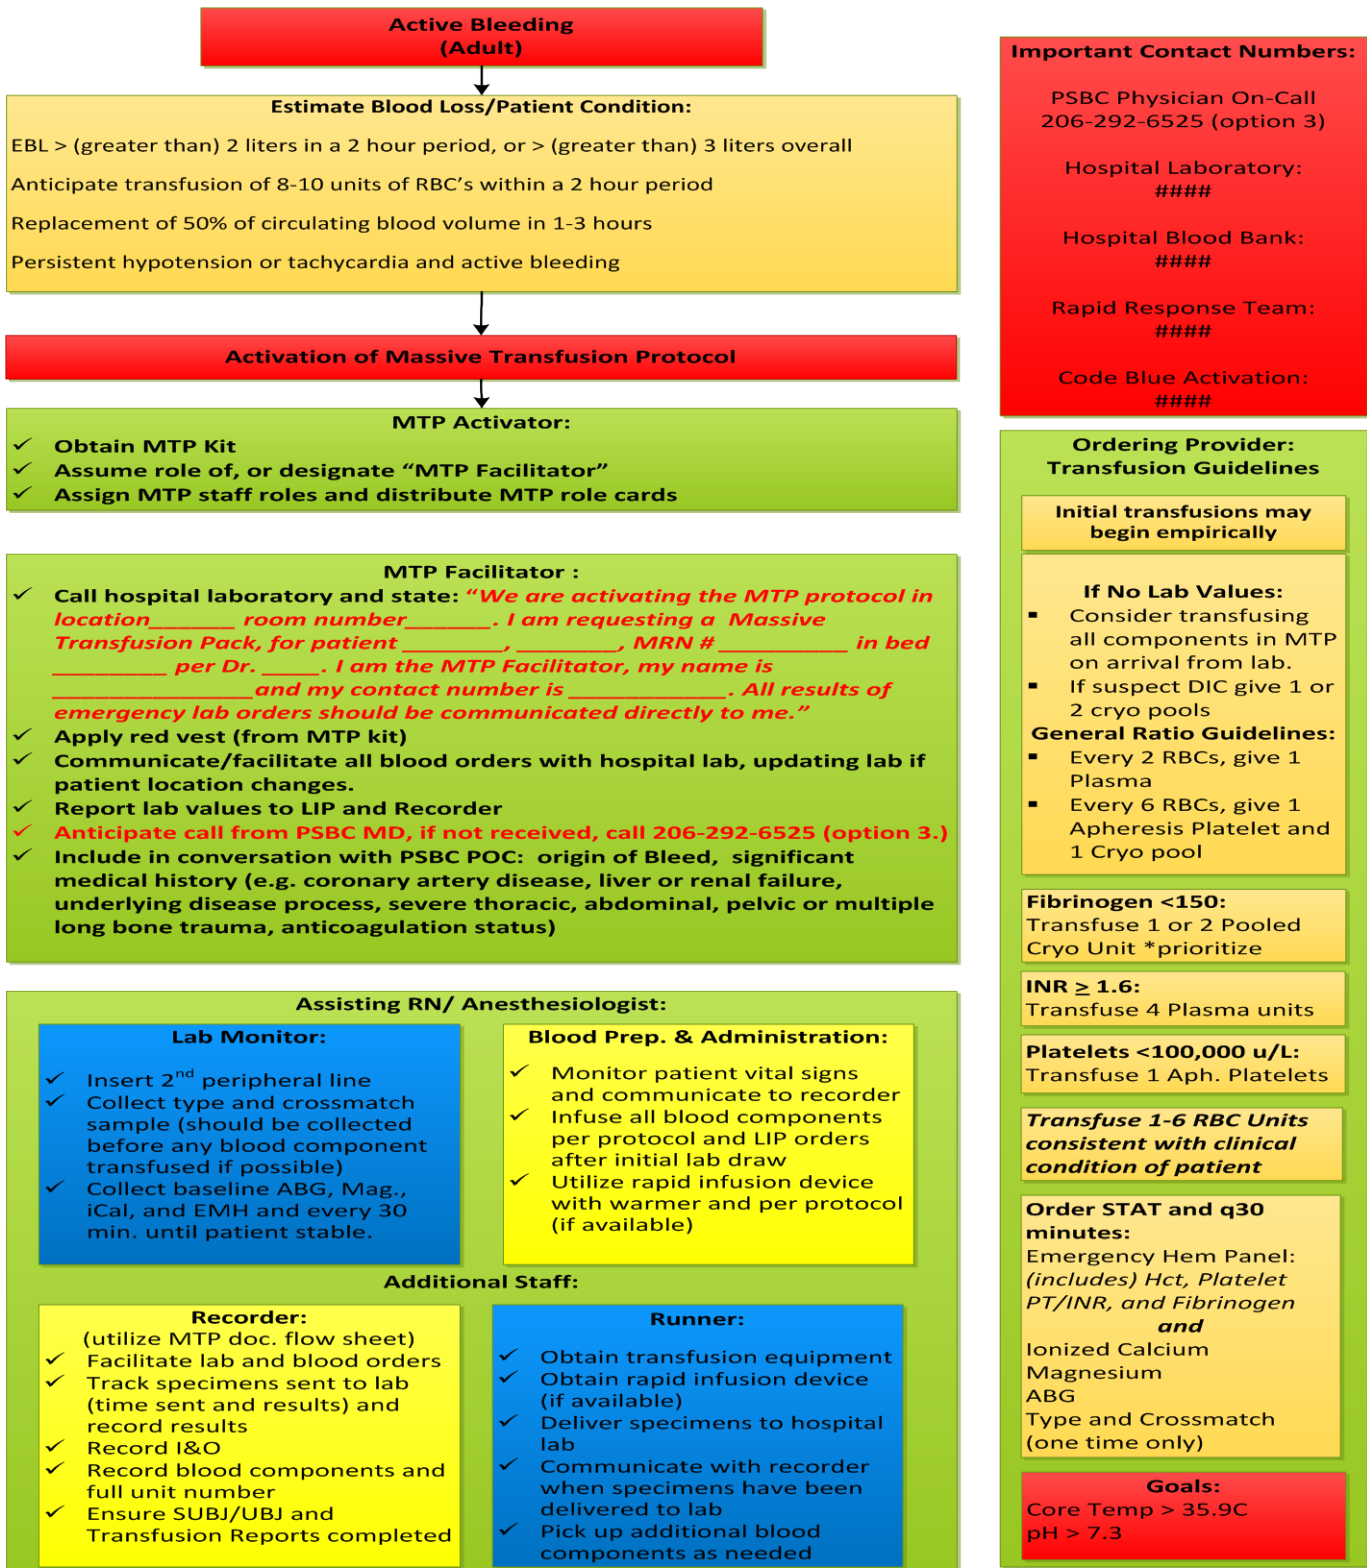 Active Bleeding
(Adult)
Estimate Blood Loss/Patient Condition:
EBL > (greater than) 2 liters in a 2 hour period, or > (greater than) 3 liters overall
Anticipate transfusion of 8-10 units of RBC's within a 2 hour period
Replacement of 50% of circulating blood volume in 1-3 hours
Persistent hypotension or tachycardia and active bleeding
Activation of Massive Transfusion Protocol
MTP Activator:
✓ Obtain MTP Kit
✓ Assume role of, or designate “MTP Facilitator”
✓ Assign MTP staff roles and distribute MTP role cards
MTP Facilitator :
✓ Call hospital laboratory and state: “We are activating the MTP protocol in
location______ room number______. I am requesting a Massive
Transfusion Pack, for patient _______, _______, MRN # _________ in bed
________ per Dr. ____. I am the MTP Facilitator, my name is
______________and my contact number is ___________. All results of
emergency lab orders should be communicated directly to me.”
✓ Apply red vest (from MTP kit)
✓ Communicate/facilitate all blood orders with hospital lab, updating lab if
patient location changes.
✓ Report lab values to LIP and Recorder
✓ Anticipate call from PSBC MD, if not received, call 206-292-6525 (option 3.)
✓ Include in conversation with PSBC POC: origin of Bleed, significant
medical history (e.g. coronary artery disease, liver or renal failure,
underlying disease process, severe thoracic, abdominal, pelvic or multiple
long bone trauma, anticoagulation status)
Assisting RN/ Anesthesiologist:
Lab Monitor:
✓ Insert 2nd peripheral line
✓ Collect type and crossmatch
sample (should be collected
before any blood component
transfused if possible)
✓ Collect baseline ABG, Mag.,
iCal, and EMH and every 30
min. until patient stable.
Blood Prep. & Administration:
✓ Monitor patient vital signs
and communicate to recorder
✓ Infuse all blood components
per protocol and LIP orders
after initial lab draw
✓ Utilize rapid infusion device
with warmer and per protocol
(if available)
Additional Staff:
Recorder:
(utilize MTP doc. flow sheet)
✓ Facilitate lab and blood orders
✓ Track specimens sent to lab
(time sent and results) and
record results
✓ Record I&O
✓ Record blood components and
full unit number
✓ Ensure SUBJ/UBJ and
Transfusion Reports completed
Runner:
✓ Obtain transfusion equipment
✓ Obtain rapid infusion device
(if available)
✓ Deliver specimens to hospital
lab
✓ Communicate with recorder
when specimens have been
delivered to lab
✓ Pick up additional blood
components as needed
Important Contact Numbers:
PSBC Physician On-Call
206-292-6525 (option 3)
Hospital Laboratory:
####
Hospital Blood Bank:
####
Rapid Response Team:
####
Code Blue Activation:
####
Ordering Provider:
Transfusion Guidelines
Initial transfusions may
begin empirically
If No Lab Values:
▪ Consider transfusing
all components in MTP
on arrival from lab.
▪ If suspect DIC give 1 or
2 cryo pools
General Ratio Guidelines:
▪ Every 2 RBCs, give 1
Plasma
▪ Every 6 RBCs, give 1
Apheresis Platelet and
1 Cryo pool
Fibrinogen <150:
Transfuse 1 or 2 Pooled
Cryo Unit *prioritize
INR ≥ 1.6:
Transfuse 4 Plasma units
Platelets <100,000 u/L:
Transfuse 1 Aph. Platelets
Transfuse 1-6 RBC Units
consistent with clinical
condition of patient
Order STAT and q30
minutes:
Emergency Hem Panel:
(includes) Hct, Platelet
PT/INR, and Fibrinogen
and
Ionized Calcium
Magnesium
ABG
Type and Crossmatch
(one time only)
Goals:
Core Temp > 35.9C
pH > 7.3